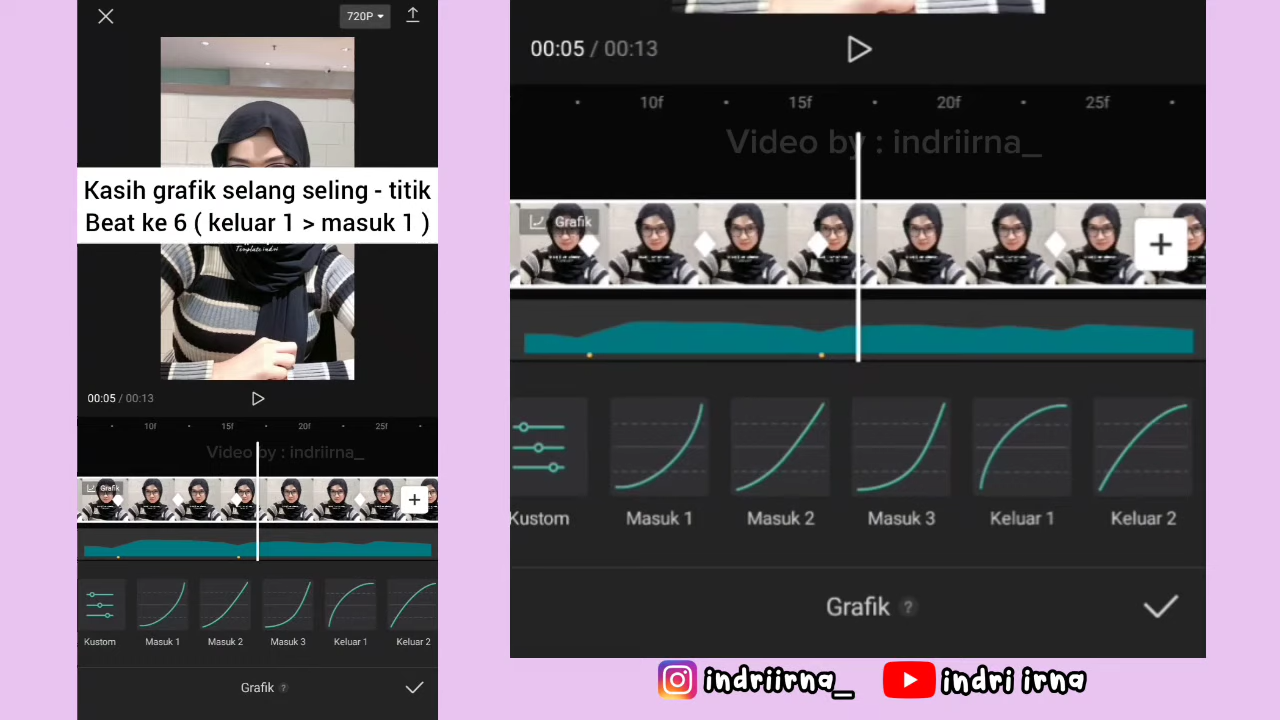 720P
Kasih grafik selang seling - titik
Beat ke 6 ( keluar 1 > masuk 1 )
Template indri
00:05 / 00:13
10f 15f 20f 25f
Video by : indriirna_
Grafik
Kustom Masuk 1 Masuk 2 Masuk 3 Keluar 1 Keluar 2
Grafik ?
00:05 / 00:13
10f 15f 20f 25f
Video by : indriirna_
Grafik
Kustom Masuk 1 Masuk 2 Masuk 3 Keluar 1 Keluar 2
Grafik ?
indriirna_ indri irna